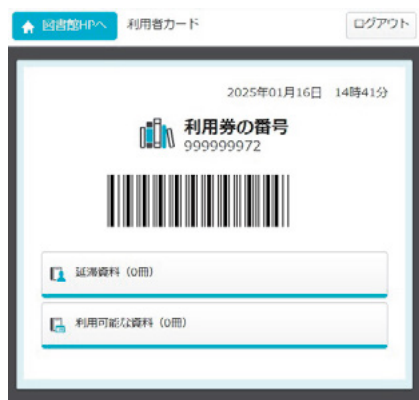 図書館HPへ 利用者カード ログアウト
2025年01月16日 14時41分
利用券の番号
999999972
延滞資料（0冊）
利用可能な資料（0冊）